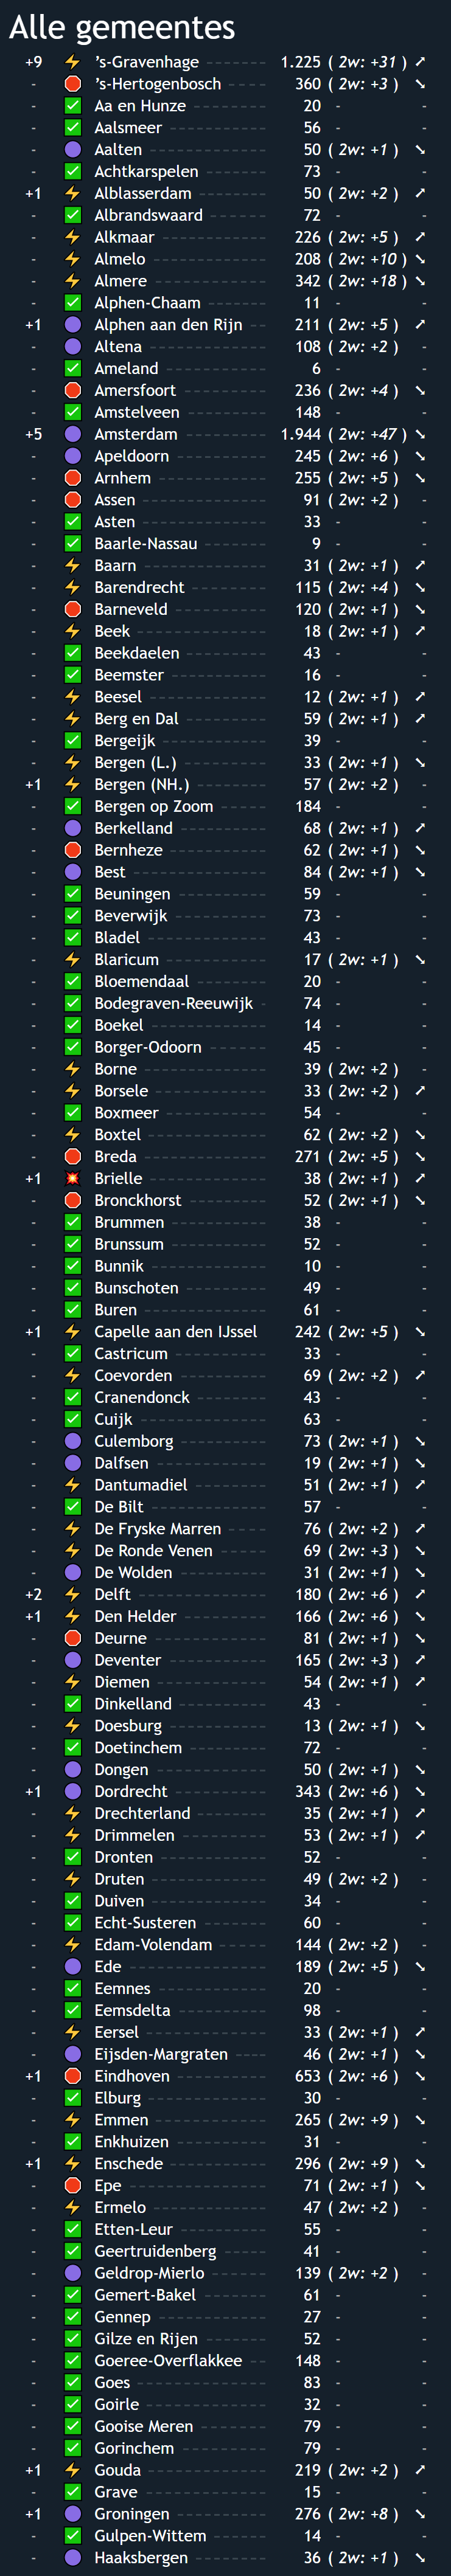 Alle gemeentes
+9 ’s-Gravenhage 1.225 ( 2w: +31 )
- ’s-Hertogenbosch 360 ( 2w: +3 )
- Aa en Hunze 20 - -
- Aalsmeer 56 - -
- Aalten 50 ( 2w: +1 )
- Achtkarspelen 73 - -
+1 Alblasserdam 50 ( 2w: +2 )
- Albrandswaard 72 - -
- Alkmaar 226 ( 2w: +5 )
- Almelo 208 ( 2w: +10 )
- Almere 342 ( 2w: +18 )
- Alphen-Chaam 11 - -
+1 Alphen aan den Rijn 211 ( 2w: +5 )
- Altena 108 ( 2w: +2 ) -
- Ameland 6 - -
- Amersfoort 236 ( 2w: +4 )
- Amstelveen 148 - -
+5 Amsterdam 1.944 ( 2w: +47 )
- Apeldoorn 245 ( 2w: +6 )
- Arnhem 255 ( 2w: +5 )
- Assen 91 ( 2w: +2 ) -
- Asten 33 - -
- Baarle-Nassau 9 - -
- Baarn 31 ( 2w: +1 )
- Barendrecht 115 ( 2w: +4 )
- Barneveld 120 ( 2w: +1 )
- Beek 18 ( 2w: +1 )
- Beekdaelen 43 - -
- Beemster 16 - -
- Beesel 12 ( 2w: +1 )
- Berg en Dal 59 ( 2w: +1 )
- Bergeijk 39 - -
- Bergen (L.) 33 ( 2w: +1 )
+1 Bergen (NH.) 57 ( 2w: +2 ) -
- Bergen op Zoom 184 - -
- Berkelland 68 ( 2w: +1 )
- Bernheze 62 ( 2w: +1 )
- Best 84 ( 2w: +1 )
- Beuningen 59 - -
- Beverwijk 73 - -
- Bladel 43 - -
- Blaricum 17 ( 2w: +1 )
- Bloemendaal 20 - -
- Bodegraven-Reeuwijk 74 - -
- Boekel 14 - -
- Borger-Odoorn 45 - -
- Borne 39 ( 2w: +2 ) -
- Borsele 33 ( 2w: +2 )
- Boxmeer 54 - -
- Boxtel 62 ( 2w: +2 )
- Breda 271 ( 2w: +5 )
+1 Brielle 38 ( 2w: +1 )
- Bronckhorst 52 ( 2w: +1 )
- Brummen 38 - -
- Brunssum 52 - -
- Bunnik 10 - -
- Bunschoten 49 - -
- Buren 61 - -
+1 Capelle aan den IJssel 242 ( 2w: +5 )
- Castricum 33 - -
- Coevorden 69 ( 2w: +2 )
- Cranendonck 43 - -
- Cuijk 63 - -
- Culemborg 73 ( 2w: +1 )
- Dalfsen 19 ( 2w: +1 )
- Dantumadiel 51 ( 2w: +1 )
- De Bilt 57 - -
- De Fryske Marren 76 ( 2w: +2 )
- De Ronde Venen 69 ( 2w: +3 )
- De Wolden 31 ( 2w: +1 )
+2 Delft 180 ( 2w: +6 )
+1 Den Helder 166 ( 2w: +6 )
- Deurne 81 ( 2w: +1 )
- Deventer 165 ( 2w: +3 )
- Diemen 54 ( 2w: +1 )
- Dinkelland 43 - -
- Doesburg 13 ( 2w: +1 )
- Doetinchem 72 - -
- Dongen 50 ( 2w: +1 )
+1 Dordrecht 343 ( 2w: +6 )
- Drechterland 35 ( 2w: +1 )
- Drimmelen 53 ( 2w: +1 )
- Dronten 52 - -
- Druten 49 ( 2w: +2 ) -
- Duiven 34 - -
- Echt-Susteren 60 - -
- Edam-Volendam 144 ( 2w: +2 ) -
- Ede 189 ( 2w: +5 )
- Eemnes 20 - -
- Eemsdelta 98 - -
- Eersel 33 ( 2w: +1 )
- Eijsden-Margraten 46 ( 2w: +1 )
+1 Eindhoven 653 ( 2w: +6 )
- Elburg 30 - -
- Emmen 265 ( 2w: +9 )
- Enkhuizen 31 - -
+1 Enschede 296 ( 2w: +9 )
- Epe 71 ( 2w: +1 )
- Ermelo 47 ( 2w: +2 ) -
- Etten-Leur 55 - -
- Geertruidenberg 41 - -
- Geldrop-Mierlo 139 ( 2w: +2 ) -
- Gemert-Bakel 61 - -
- Gennep 27 - -
- Gilze en Rijen 52 - -
- Goeree-Overflakkee 148 - -
- Goes 83 - -
- Goirle 32 - -
- Gooise Meren 79 - -
- Gorinchem 79 - -
+1 Gouda 219 ( 2w: +2 )
- Grave 15 - -
+1 Groningen 276 ( 2w: +8 )
- Gulpen-Wittem 14 - -
- Haaksbergen 36 ( 2w: +1 )